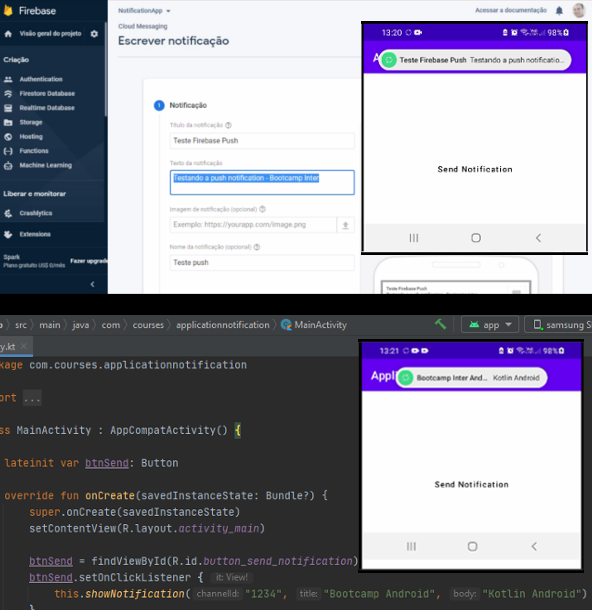 Firebase
NotificationApp
Acessar a documentação
Visão geral do projeto
Cloud Messaging
Escrever notificação
Criação
Authentication
Firestore Database
Realtime Database
Storage
Hosting
Functions
Machine Learning
Liberar e monitorar
Crashlytics
Extensions
Spark
Plano gratuito US$ 0/mês
Fazer upgrade
1 Notificação
Título da notificação
Teste Firebase Push
Texto da notificação
Testando a push notification - Bootcamp Inter
Imagem de notificação (opcional)
Exemplo: https://yourapp.com/image.png
Nome da notificação (opcional)
Teste push
13:20
98%
A
Teste Firebase Push Testando a push notificatio...
Send Notification
Teste Firebase Push
src main java com courses applicationnotification MainActivity
app
samsung S
y.kt
kage com.courses.applicationnotification
ort ...
ss MainActivity : AppCompatActivity() {
lateinit var btnSend: Button
override fun onCreate(savedInstanceState: Bundle?) {
super.onCreate(savedInstanceState)
setContentView(R.layout.activity_main)
btnSend = findViewById(R.id.button_send_notification)
btnSend.setOnClickListener { it: View!
this.showNotification( channelId: "1234", title: "Bootcamp Android", body: "Kotlin Android")
}
13:21
98%
Appli
Bootcamp Inter And... Kotlin Android
Send Notification